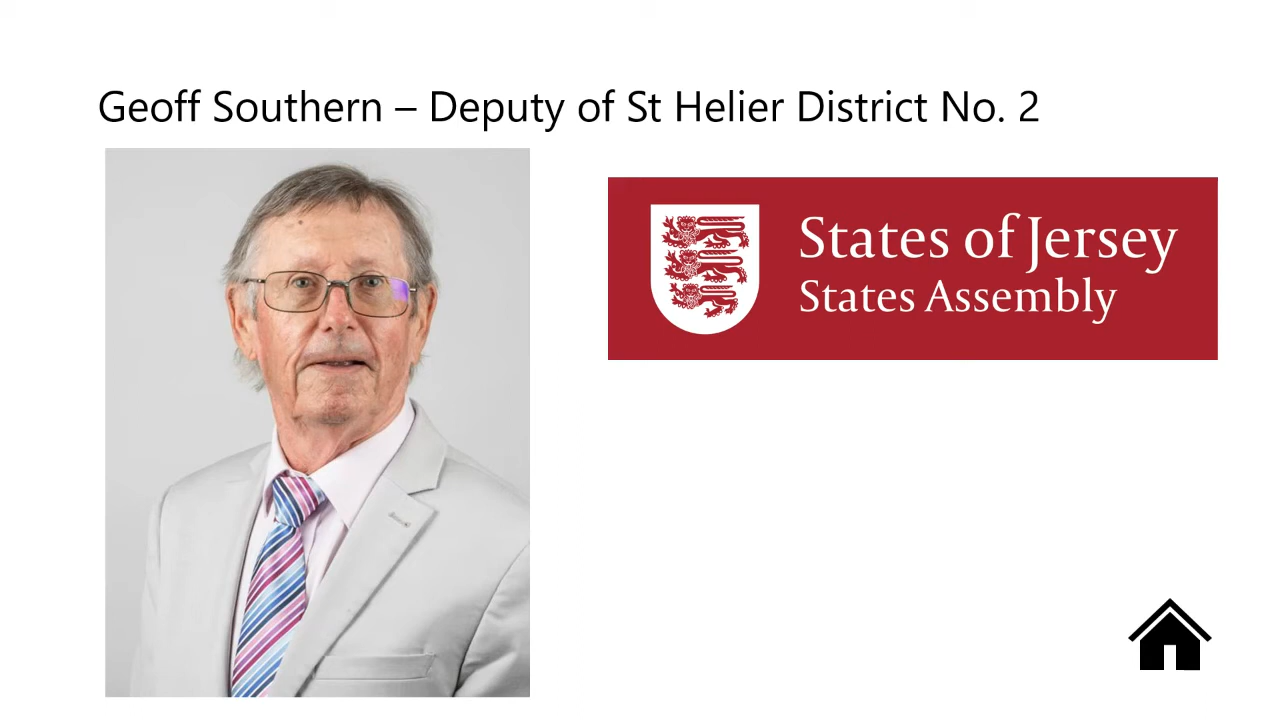 Geoff Southern – Deputy of St Helier District No. 2
States of Jersey
States Assembly